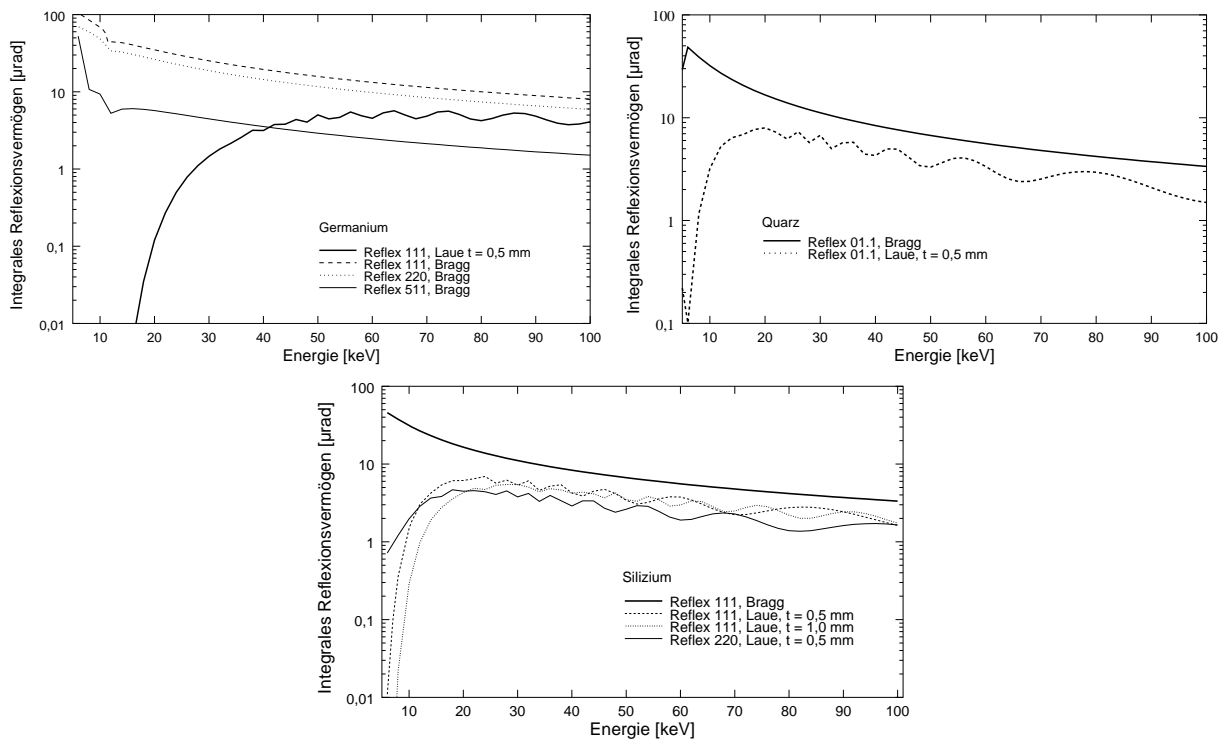 Integrales Reflexionsvermögen [µrad]
100
10
1
0,1
0,01
10 20 30 40 50 60 70 80 90 100
Energie [keV]
Germanium
Reflex 111, Laue t = 0,5 mm
Reflex 111, Bragg
Reflex 220, Bragg
Reflex 511, Bragg
Integrales Reflexionsvermögen [µrad]
100
10
1
0,1
10 20 30 40 50 60 70 80 90 100
Energie [keV]
Quarz
Reflex 01.1, Bragg
Reflex 01.1, Laue, t = 0,5 mm
Integrales Reflexionsvermögen [µrad]
100
10
1
0,1
0,01
10 20 30 40 50 60 70 80 90 100
Energie [keV]
Silizium
Reflex 111, Bragg
Reflex 111, Laue, t = 0,5 mm
Reflex 111, Laue, t = 1,0 mm
Reflex 220, Laue, t = 0,5 mm